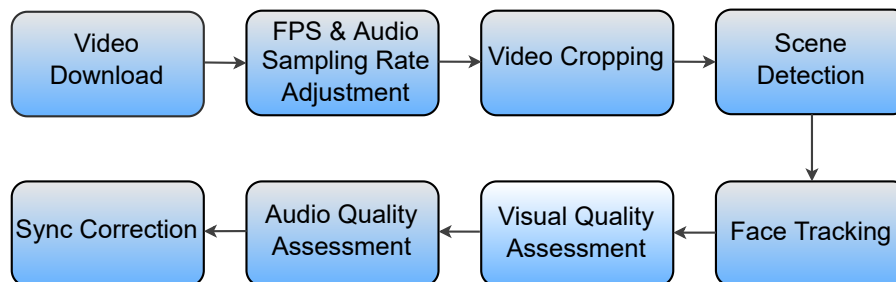 Video
Download
FPS & Audio
Sampling Rate
Adjustment
Video Cropping
Scene
Detection
Sync Correction
Audio Quality
Assessment
Visual Quality
Assessment
Face Tracking